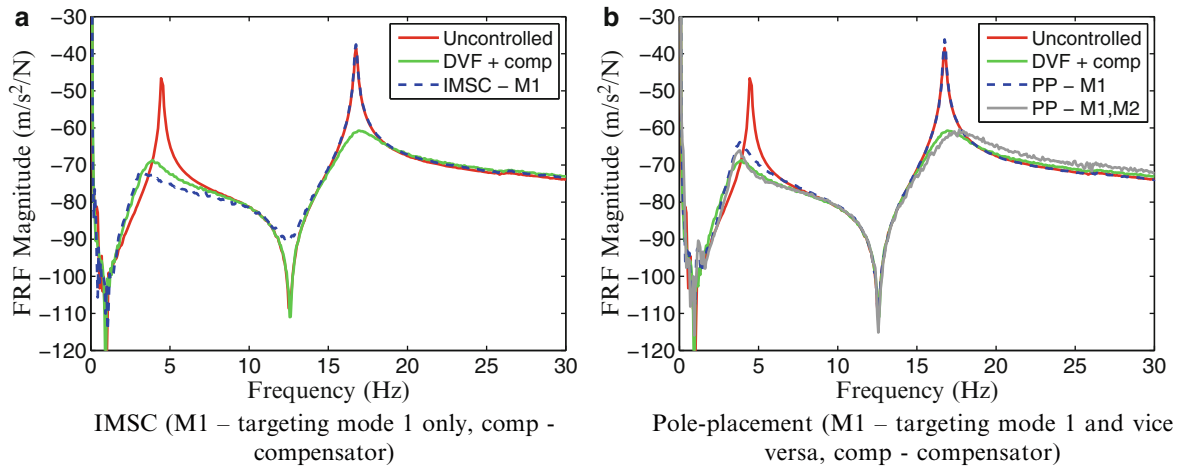 a
−30
−40
−50
−60
−70
−80
−90
−100
−110
−120
FRF Magnitude (m/s²/N)
Uncontrolled
DVF + comp
IMSC − M1
0 5 10 15 20 25 30
Frequency (Hz)
IMSC (M1 – targeting mode 1 only, comp -
compensator)
b
−30
−40
−50
−60
−70
−80
−90
−100
−110
−120
FRF Magnitude (m/s²/N)
Uncontrolled
DVF + comp
PP − M1
PP − M1,M2
0 5 10 15 20 25 30
Frequency (Hz)
Pole-placement (M1 – targeting mode 1 and vice
versa, comp - compensator)